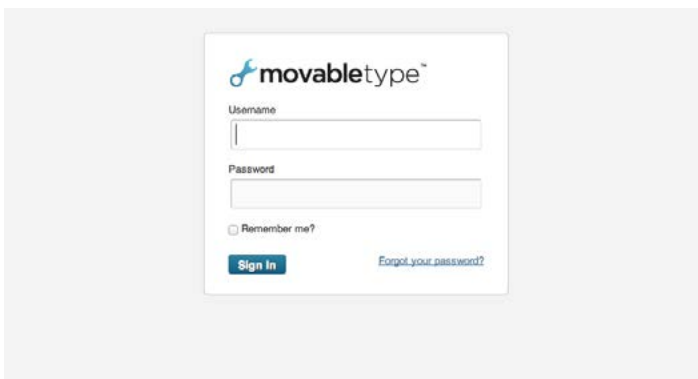 movabletype™
Username
Password
Remember me?
Sign In
Forgot your password?